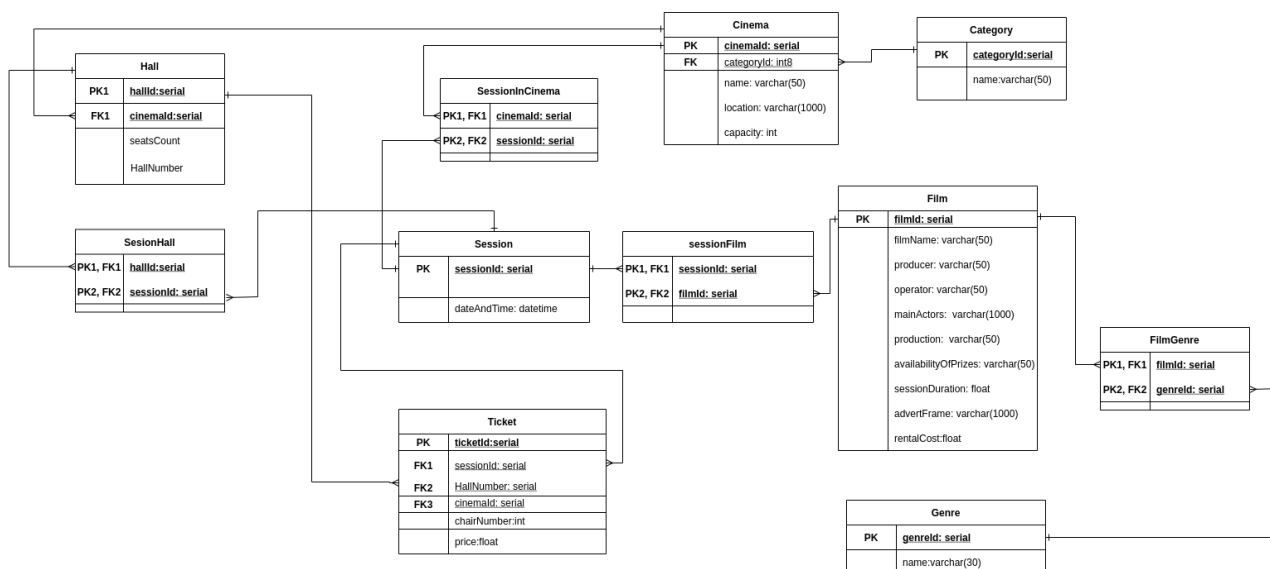 Cinema
PK cinemaId: serial
FK categoryId: int8
name: varchar(50)
location: varchar(1000)
capacity: int
Category
PK categoryId:serial
name:varchar(50)
Hall
PK1 hallId:serial
FK1 cinemaId:serial
seatsCount
HallNumber
SessionInCinema
PK1, FK1 cinemaId: serial
PK2, FK2 sessionId: serial
Film
PK filmId: serial
filmName: varchar(50)
producer: varchar(50)
operator: varchar(50)
mainActors: varchar(1000)
production: varchar(50)
availabilityOfPrizes: varchar(50)
sessionDuration: float
advertFrame: varchar(1000)
rentalCost:float
SesionHall
PK1, FK1 hallId:serial
PK2, FK2 sessionId: serial
Session
PK sessionId: serial
dateAndTime: datetime
sessionFilm
PK1, FK1 sessionId: serial
PK2, FK2 filmId: serial
FilmGenre
PK1, FK1 filmId: serial
PK2, FK2 genreId: serial
Ticket
PK ticketId:serial
FK1 sessionId: serial
FK2 HallNumber: serial
FK3 cinemaId: serial
chairNumber:int
price:float
Genre
PK genreId: serial
name:varchar(30)